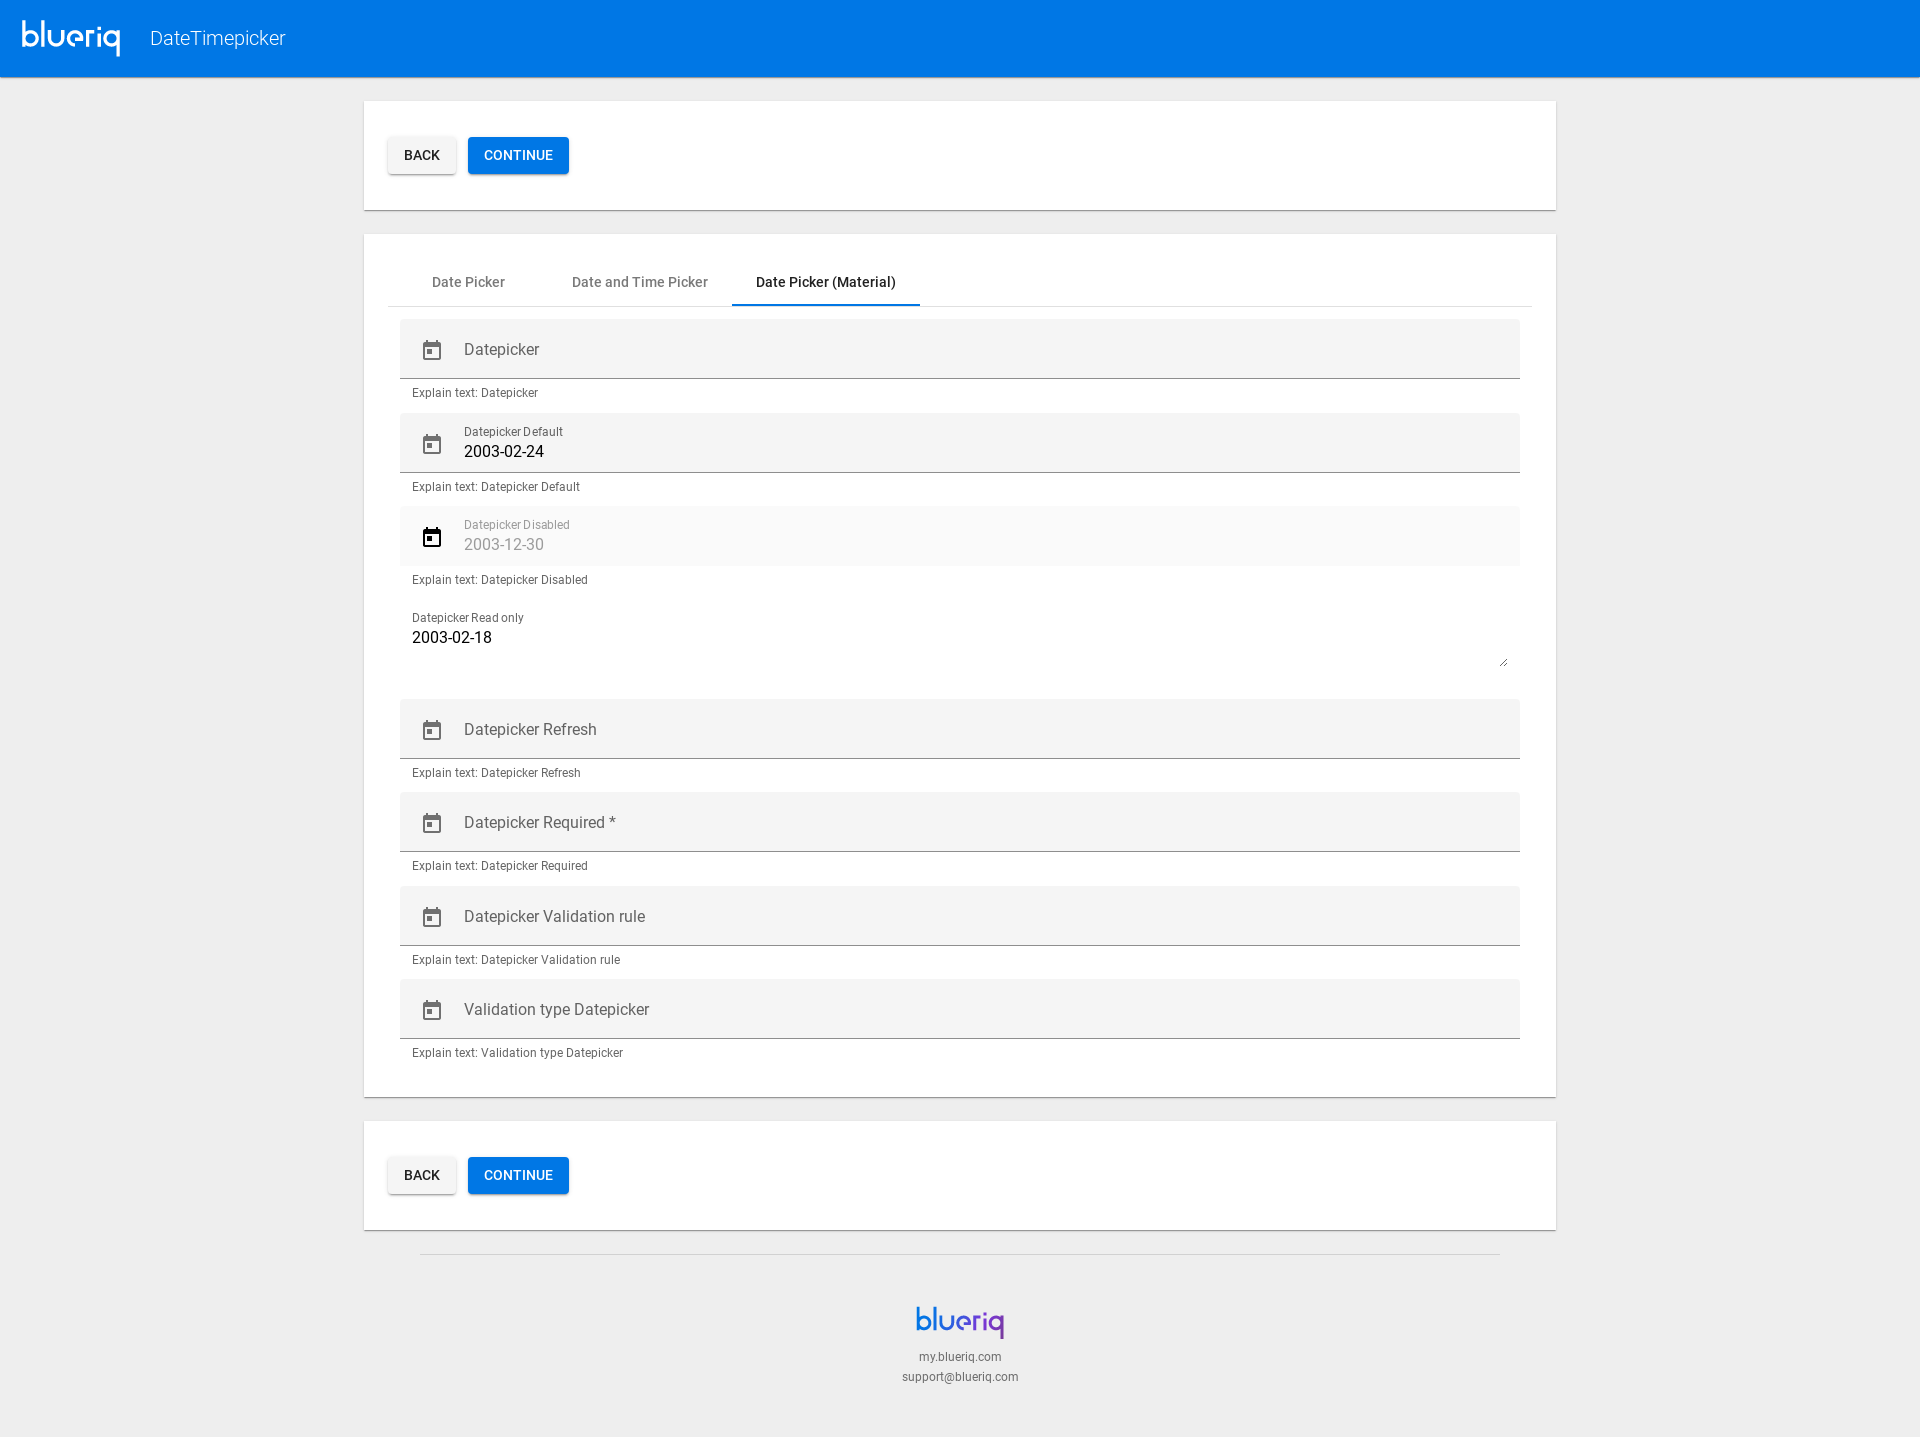 blueriq DateTimepicker
BACK CONTINUE
Date Picker Date and Time Picker Date Picker (Material)
Datepicker
Explain text: Datepicker
Datepicker Default
2003-02-24
Explain text: Datepicker Default
Datepicker Disabled
2003-12-30
Explain text: Datepicker Disabled
Datepicker Read only
2003-02-18
Datepicker Refresh
Explain text: Datepicker Refresh
Datepicker Required *
Explain text: Datepicker Required
Datepicker Validation rule
Explain text: Datepicker Validation rule
Validation type Datepicker
Explain text: Validation type Datepicker
BACK CONTINUE
blueriq
my.blueriq.com
support@blueriq.com